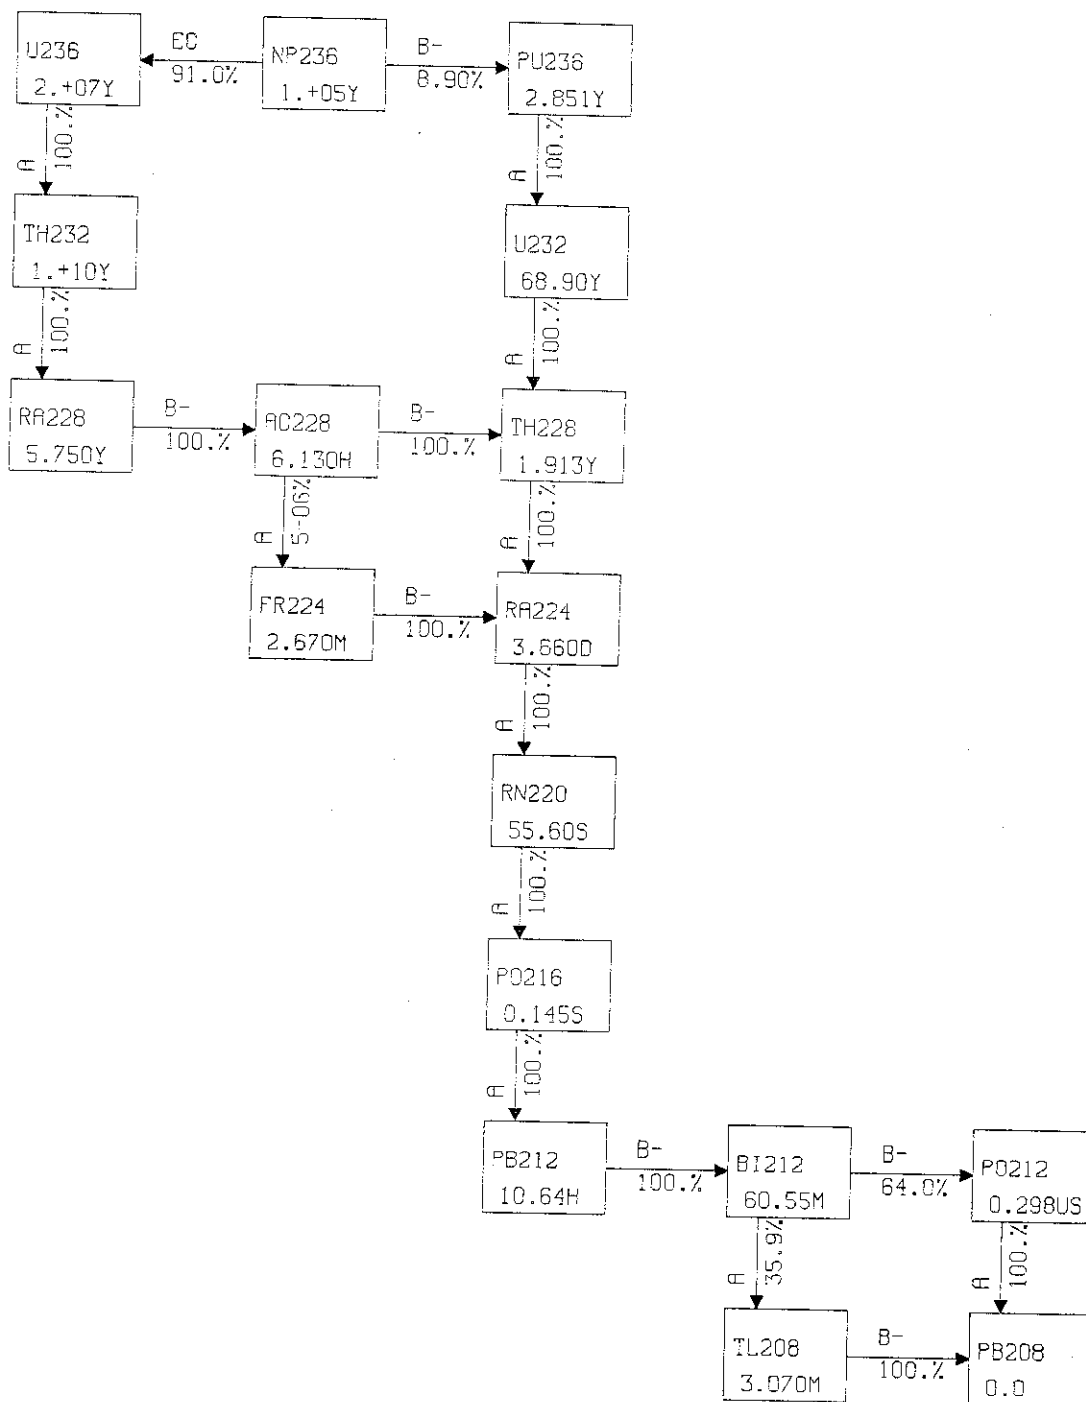 U236
2.+07Y
EC
91.0%
NP236
1.+05Y
B-
8.90%
PU236
2.851Y
A
100.%
A
100.%
TH232
1.+10Y
U232
68.90Y
A
100.%
A
100.%
RA228
5.750Y
B-
100.%
AC228
6.130H
B-
100.%
TH228
1.913Y
A
5-06%
A
100.%
FR224
2.670M
B-
100.%
RA224
3.660D
A
100.%
RN220
55.60S
A
100.%
PO216
0.145S
A
100.%
PB212
10.64H
B-
100.%
BI212
60.55M
B-
64.0%
PO212
0.298US
A
35.9%
A
100.%
TL208
3.070M
B-
100.%
PB208
0.0